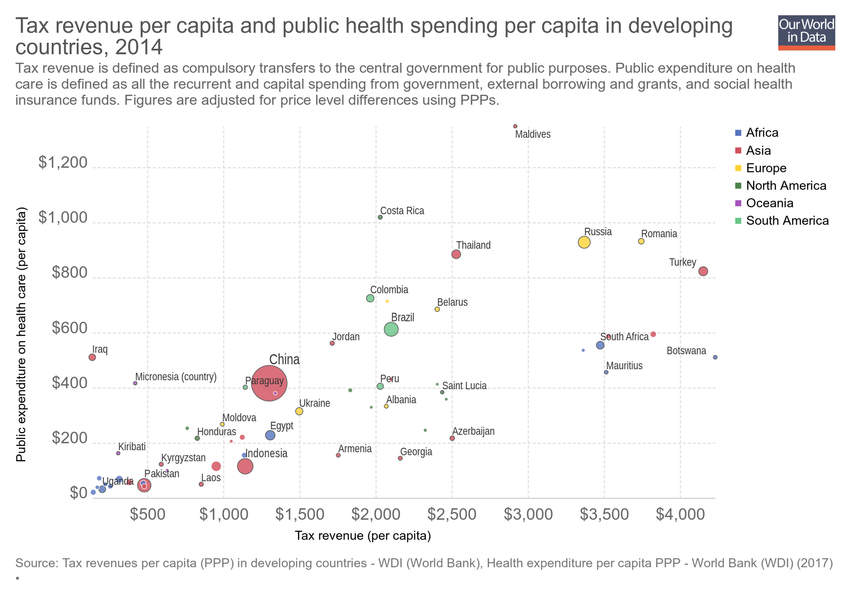 Tax revenue per capita and public health spending per capita in developing
countries, 2014
Our World
in Data
Tax revenue is defined as compulsory transfers to the central government for public purposes. Public expenditure on health
care is defined as all the recurrent and capital spending from government, external borrowing and grants, and social health
insurance funds. Figures are adjusted for price level differences using PPPs.
Africa
Asia
Europe
North America
Oceania
South America
Public expenditure on health care (per capita)
$1,200
$1,000
$800
$600
$400
$200
$0
Maldives
Costa Rica
Russia
Romania
Thailand
Turkey
Colombia
Belarus
Brazil
Jordan
South Africa
Iraq
Botswana
China
Mauritius
Micronesia (country)
Paraguay
Peru
Saint Lucia
Ukraine
Albania
Moldova
Egypt
Honduras
Azerbaijan
Kiribati
Armenia
Georgia
Kyrgyzstan
Indonesia
Pakistan
Laos
Uganda
$500
$1,000
$1,500
$2,000
$2,500
$3,000
$3,500
$4,000
Tax revenue (per capita)
Source: Tax revenues per capita (PPP) in developing countries - WDI (World Bank), Health expenditure per capita PPP - World Bank (WDI) (2017)
•